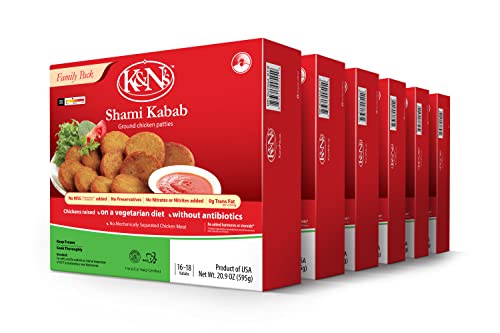 Family Pack
K&N's
Shami Kabab
Ground chicken patties
No MSG added
No Preservatives
No Nitrates or Nitrites added
0g Trans Fat
Chickens raised on a vegetarian diet without antibiotics
No Mechanically Separated Chicken Meat
No added hormones or steroids*
Keep Frozen
Cook Thoroughly
16-18
Product of USA
Net Wt. 20.9 OZ (595g)